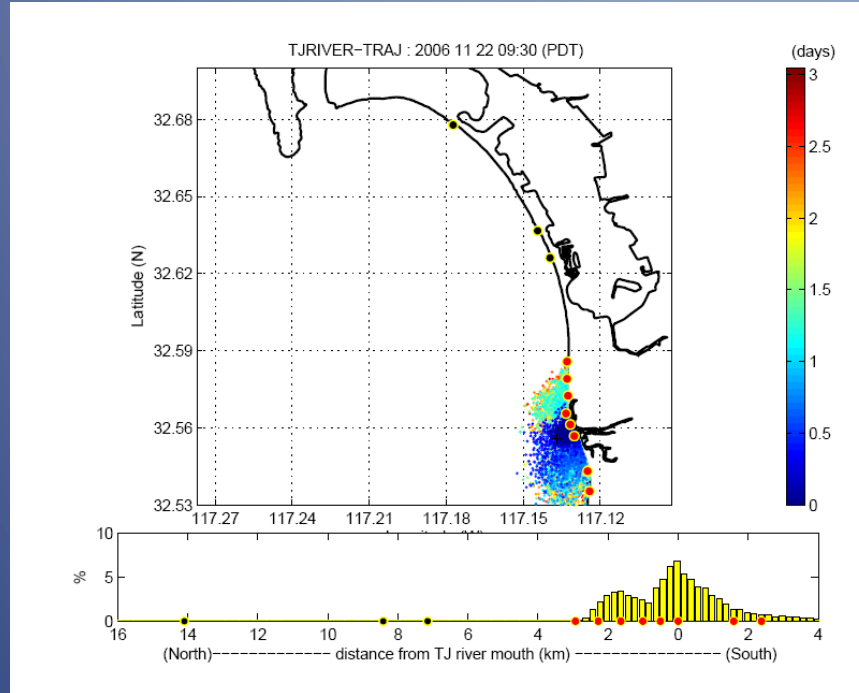 TJRIVER-TRAJ : 2006 11 22 09:30 (PDT)
(days)
3
2.5
2
1.5
1
0.5
0
Latitude (N)
32.68
32.65
32.62
32.59
32.56
32.53
117.27 117.24 117.21 117.18 117.15 117.12
%
10
5
0
16 14 12 10 8 6 4 2 0 2 4
(North)-------------- distance from TJ river mouth (km) ------------------ (South)